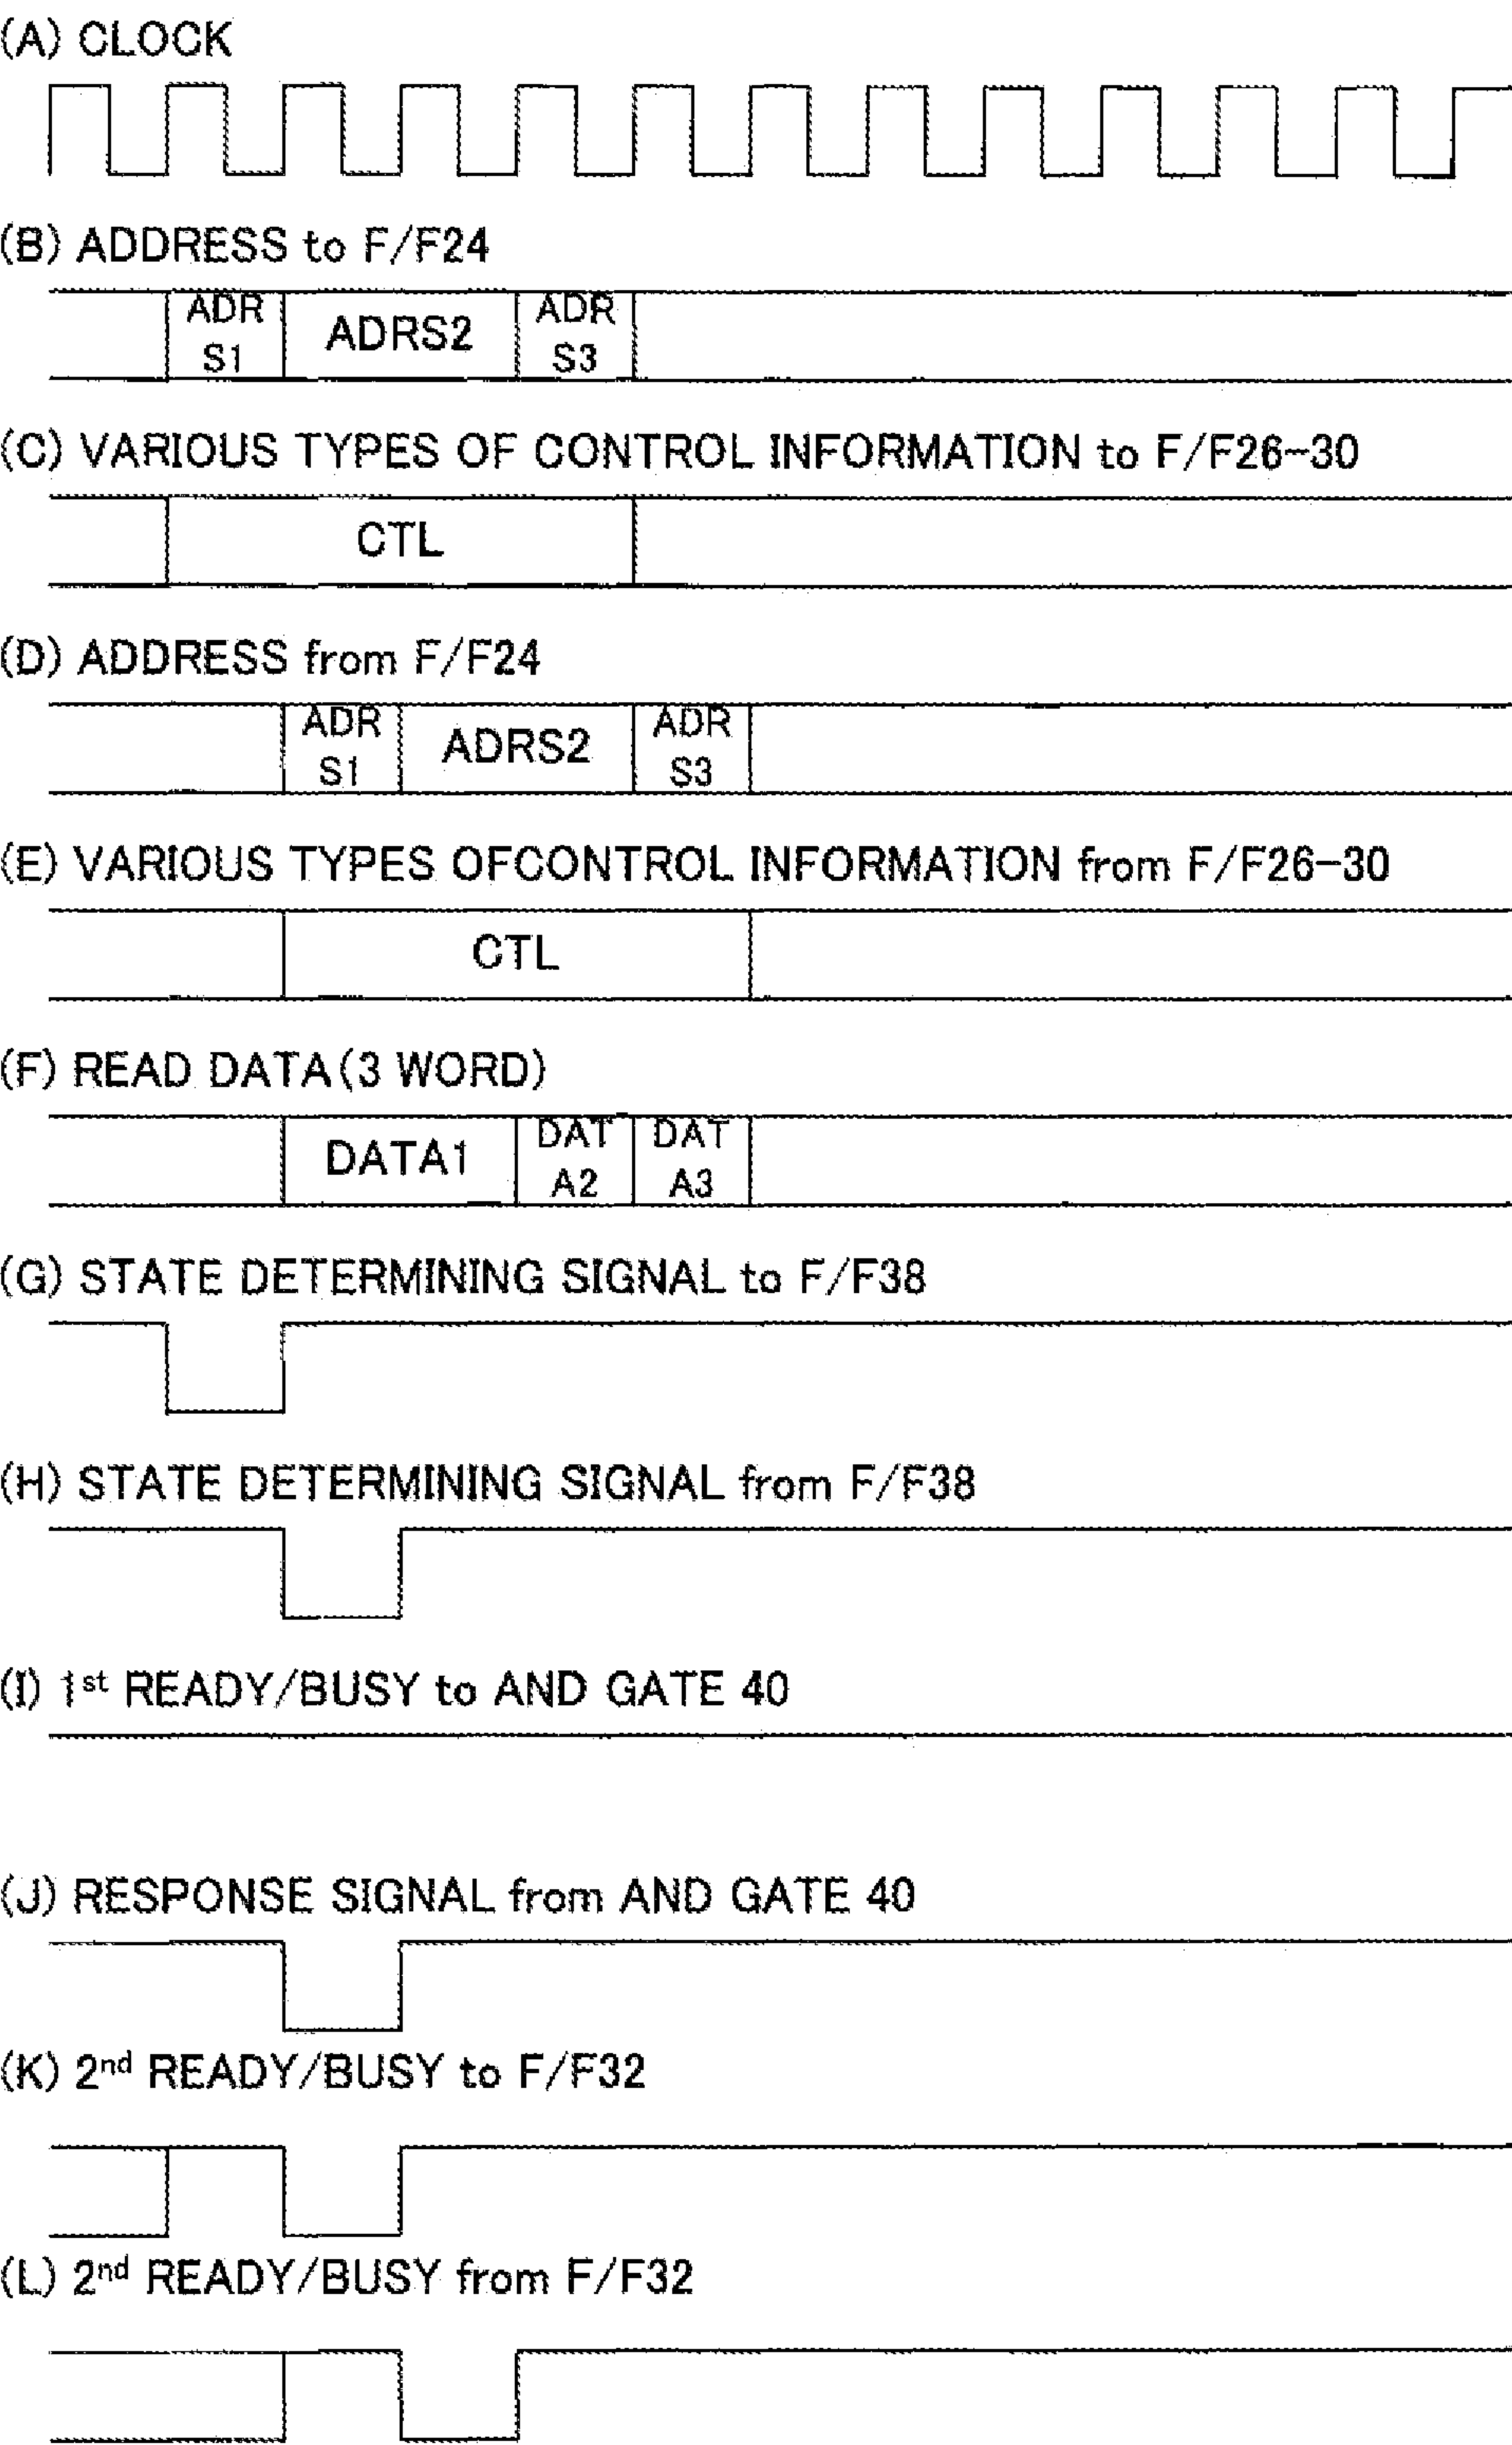 (A) CLOCK
(B) ADDRESS to F/F24
ADR
S1
ADRS2
ADR
S3
(C) VARIOUS TYPES OF CONTROL INFORMATION to F/F26-30
CTL
(D) ADDRESS from F/F24
ADR
S1
ADRS2
ADR
S3
(E) VARIOUS TYPES OFCONTROL INFORMATION from F/F26-30
CTL
(F) READ DATA(3 WORD)
DATA1
DAT
A2
DAT
A3
(G) STATE DETERMINING SIGNAL to F/F38
(H) STATE DETERMINING SIGNAL from F/F38
(I) 1st READY/BUSY to AND GATE 40
(J) RESPONSE SIGNAL from AND GATE 40
(K) 2nd READY/BUSY to F/F32
(L) 2nd READY/BUSY from F/F32